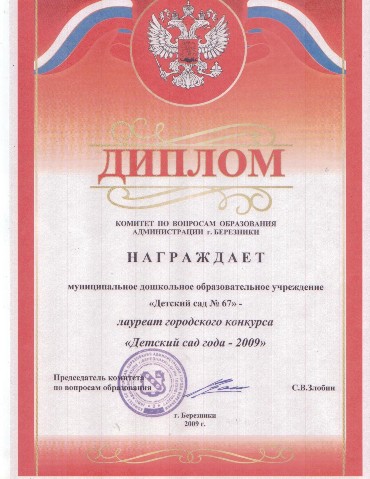 ДИПЛОМ
КОМИТЕТ ПО ВОПРОСАМ ОБРАЗОВАНИЯ
АДМИНИСТРАЦИИ г. БЕРЕЗНИКИ
НАГРАЖДАЕТ
муниципальное дошкольное образовательное учреждение
«Детский сад № 67» -
лауреат городского конкурса
«Детский сад года - 2009»
Председатель комитета
по вопросам образования
С.В.Злобин
г. Березники
2009 г.